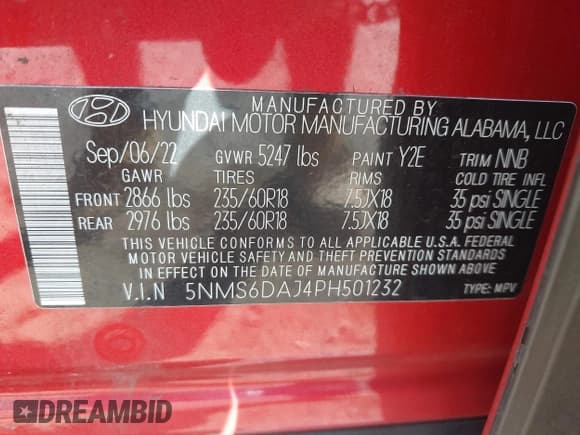 MANUFACTURED BY
HYUNDAI MOTOR MANUFACTURING ALABAMA, LLC
Sep/06/22 GVWR 5247 lbs PAINT Y2E TRIM NNB
GAWR TIRES RIMS COLD TIRE INFL
FRONT 2866 lbs 235/60R18 7.5JX18 35 psi SINGLE
REAR 2976 lbs 235/60R18 7.5JX18 35 psi SINGLE
THIS VEHICLE CONFORMS TO ALL APPLICABLE U.S.A. FEDERAL
MOTOR VEHICLE SAFETY AND THEFT PREVENTION STANDARDS
IN EFFECT ON THE DATE OF MANUFACTURE SHOWN ABOVE.
V.I.N 5NMS6DAJ4PH501232 TYPE: MPV
DREAMBID